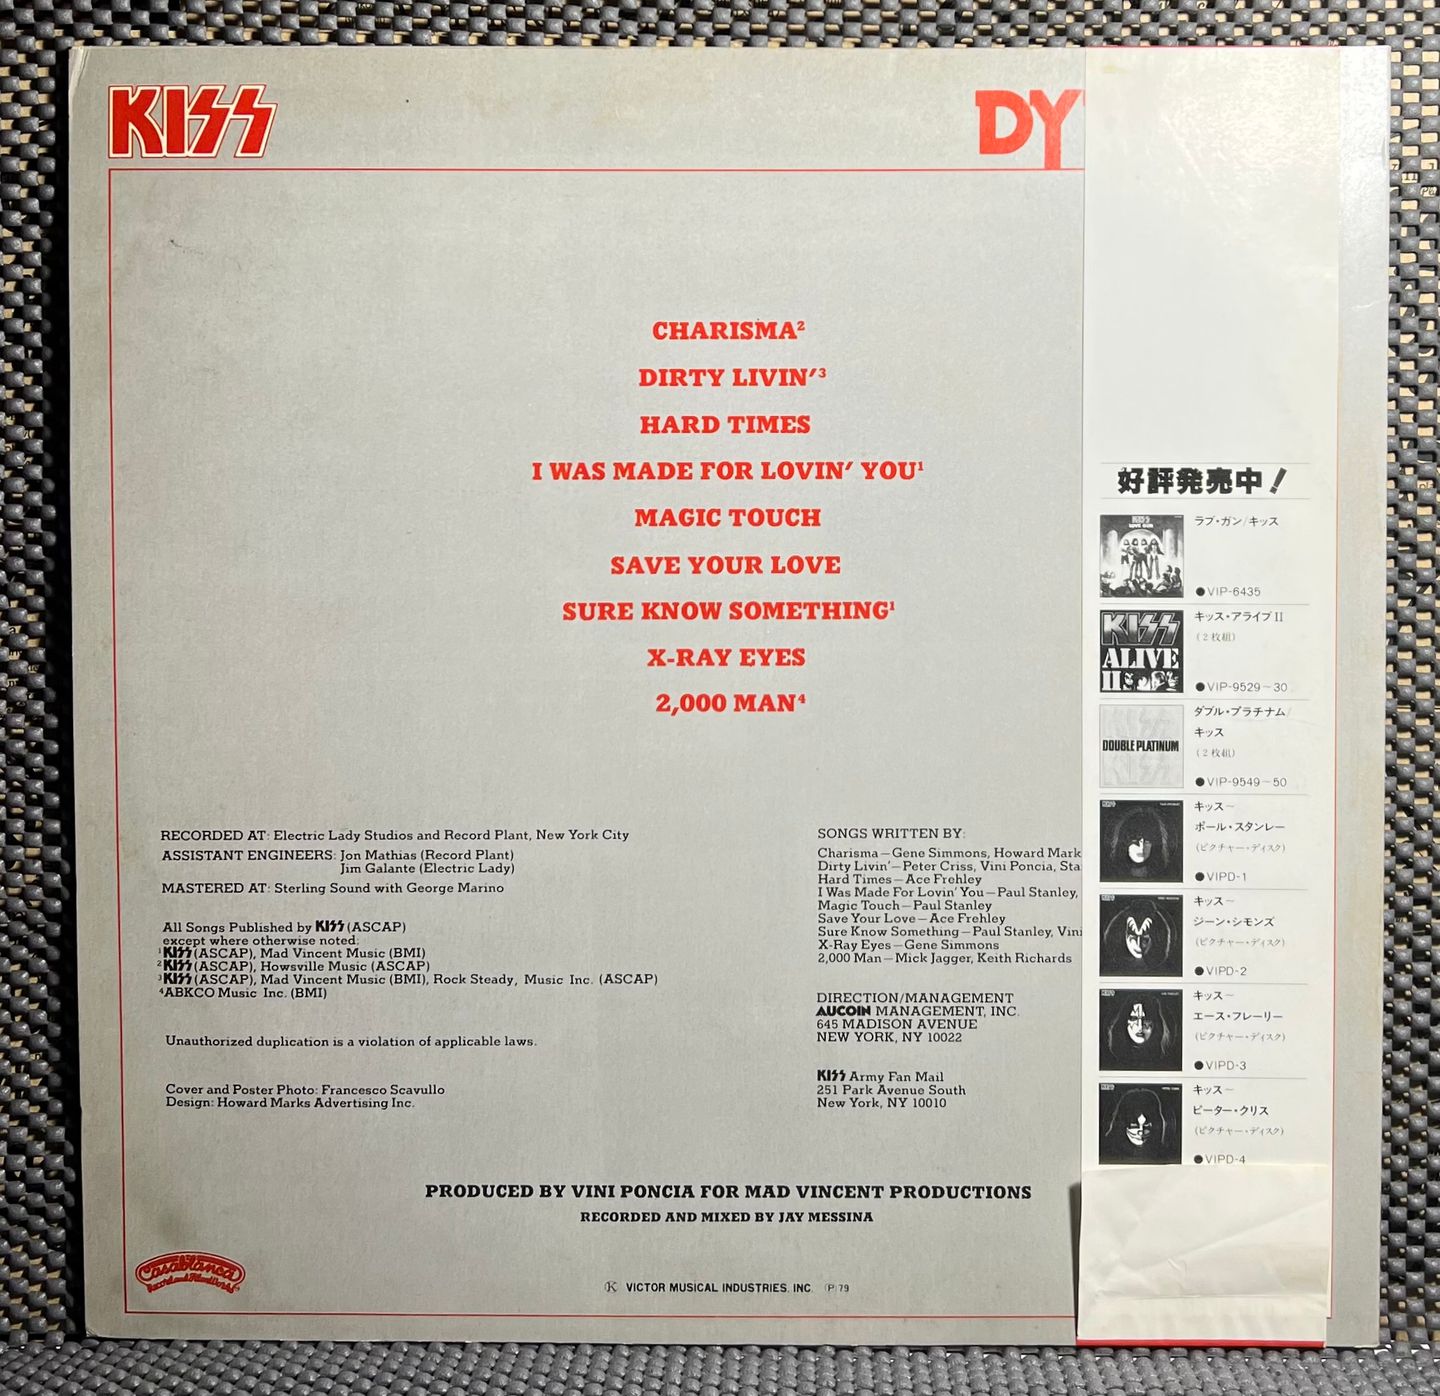 KISS
DY
CHARISMA²
DIRTY LIVIN'³
HARD TIMES
I WAS MADE FOR LOVIN' YOU¹
MAGIC TOUCH
SAVE YOUR LOVE
SURE KNOW SOMETHING¹
X-RAY EYES
2,000 MAN⁴
RECORDED AT: Electric Lady Studios and Record Plant, New York City
ASSISTANT ENGINEERS: Jon Mathias (Record Plant)
Jim Galante (Electric Lady)
MASTERED AT: Sterling Sound with George Marino
All Songs Published by KISS (ASCAP)
except where otherwise noted:
¹KISS (ASCAP), Mad Vincent Music (BMI)
²KISS (ASCAP), Howsville Music (ASCAP)
³KISS (ASCAP), Mad Vincent Music (BMI), Rock Steady, Music Inc. (ASCAP)
⁴ABKCO Music Inc. (BMI)
Unauthorized duplication is a violation of applicable laws.
Cover and Poster Photo: Francesco Scavullo
Design: Howard Marks Advertising Inc.
SONGS WRITTEN BY:
Charisma—Gene Simmons, Howard Mark
Dirty Livin'—Peter Criss, Vini Poncia, Sta
Hard Times—Ace Frehley
I Was Made For Lovin' You—Paul Stanley,
Magic Touch—Paul Stanley
Save Your Love—Ace Frehley
Sure Know Something—Paul Stanley, Vini
X-Ray Eyes—Gene Simmons
2,000 Man—Mick Jagger, Keith Richards
DIRECTION/MANAGEMENT
AUCOIN MANAGEMENT, INC.
645 MADISON AVENUE
NEW YORK, NY 10022
KISS Army Fan Mail
251 Park Avenue South
New York, NY 10010
PRODUCED BY VINI PONCIA FOR MAD VINCENT PRODUCTIONS
RECORDED AND MIXED BY JAY MESSINA
Casablanca
Record and FilmWorks
Ⓚ VICTOR MUSICAL INDUSTRIES, INC. Ⓟ79
好評発売中!
KISS
LOVE GUN
ラブ・ガン/キッス
●VIP-6435
KISS
ALIVE
II
キッス・アライブII
(2枚組)
●VIP-9529~30
DOUBLE PLATINUM
ダブル・プラチナム/
キッス
(2枚組)
●VIP-9549~50
キッス~
ポール・スタンレー
(ピクチャー・ディスク)
●VIPD-1
キッス~
ジーン・シモンズ
(ピクチャー・ディスク)
●VIPD-2
キッス~
エース・フレーリー
(ピクチャー・ディスク)
●VIPD-3
キッス~
ピーター・クリス
(ピクチャー・ディスク)
●VIPD-4